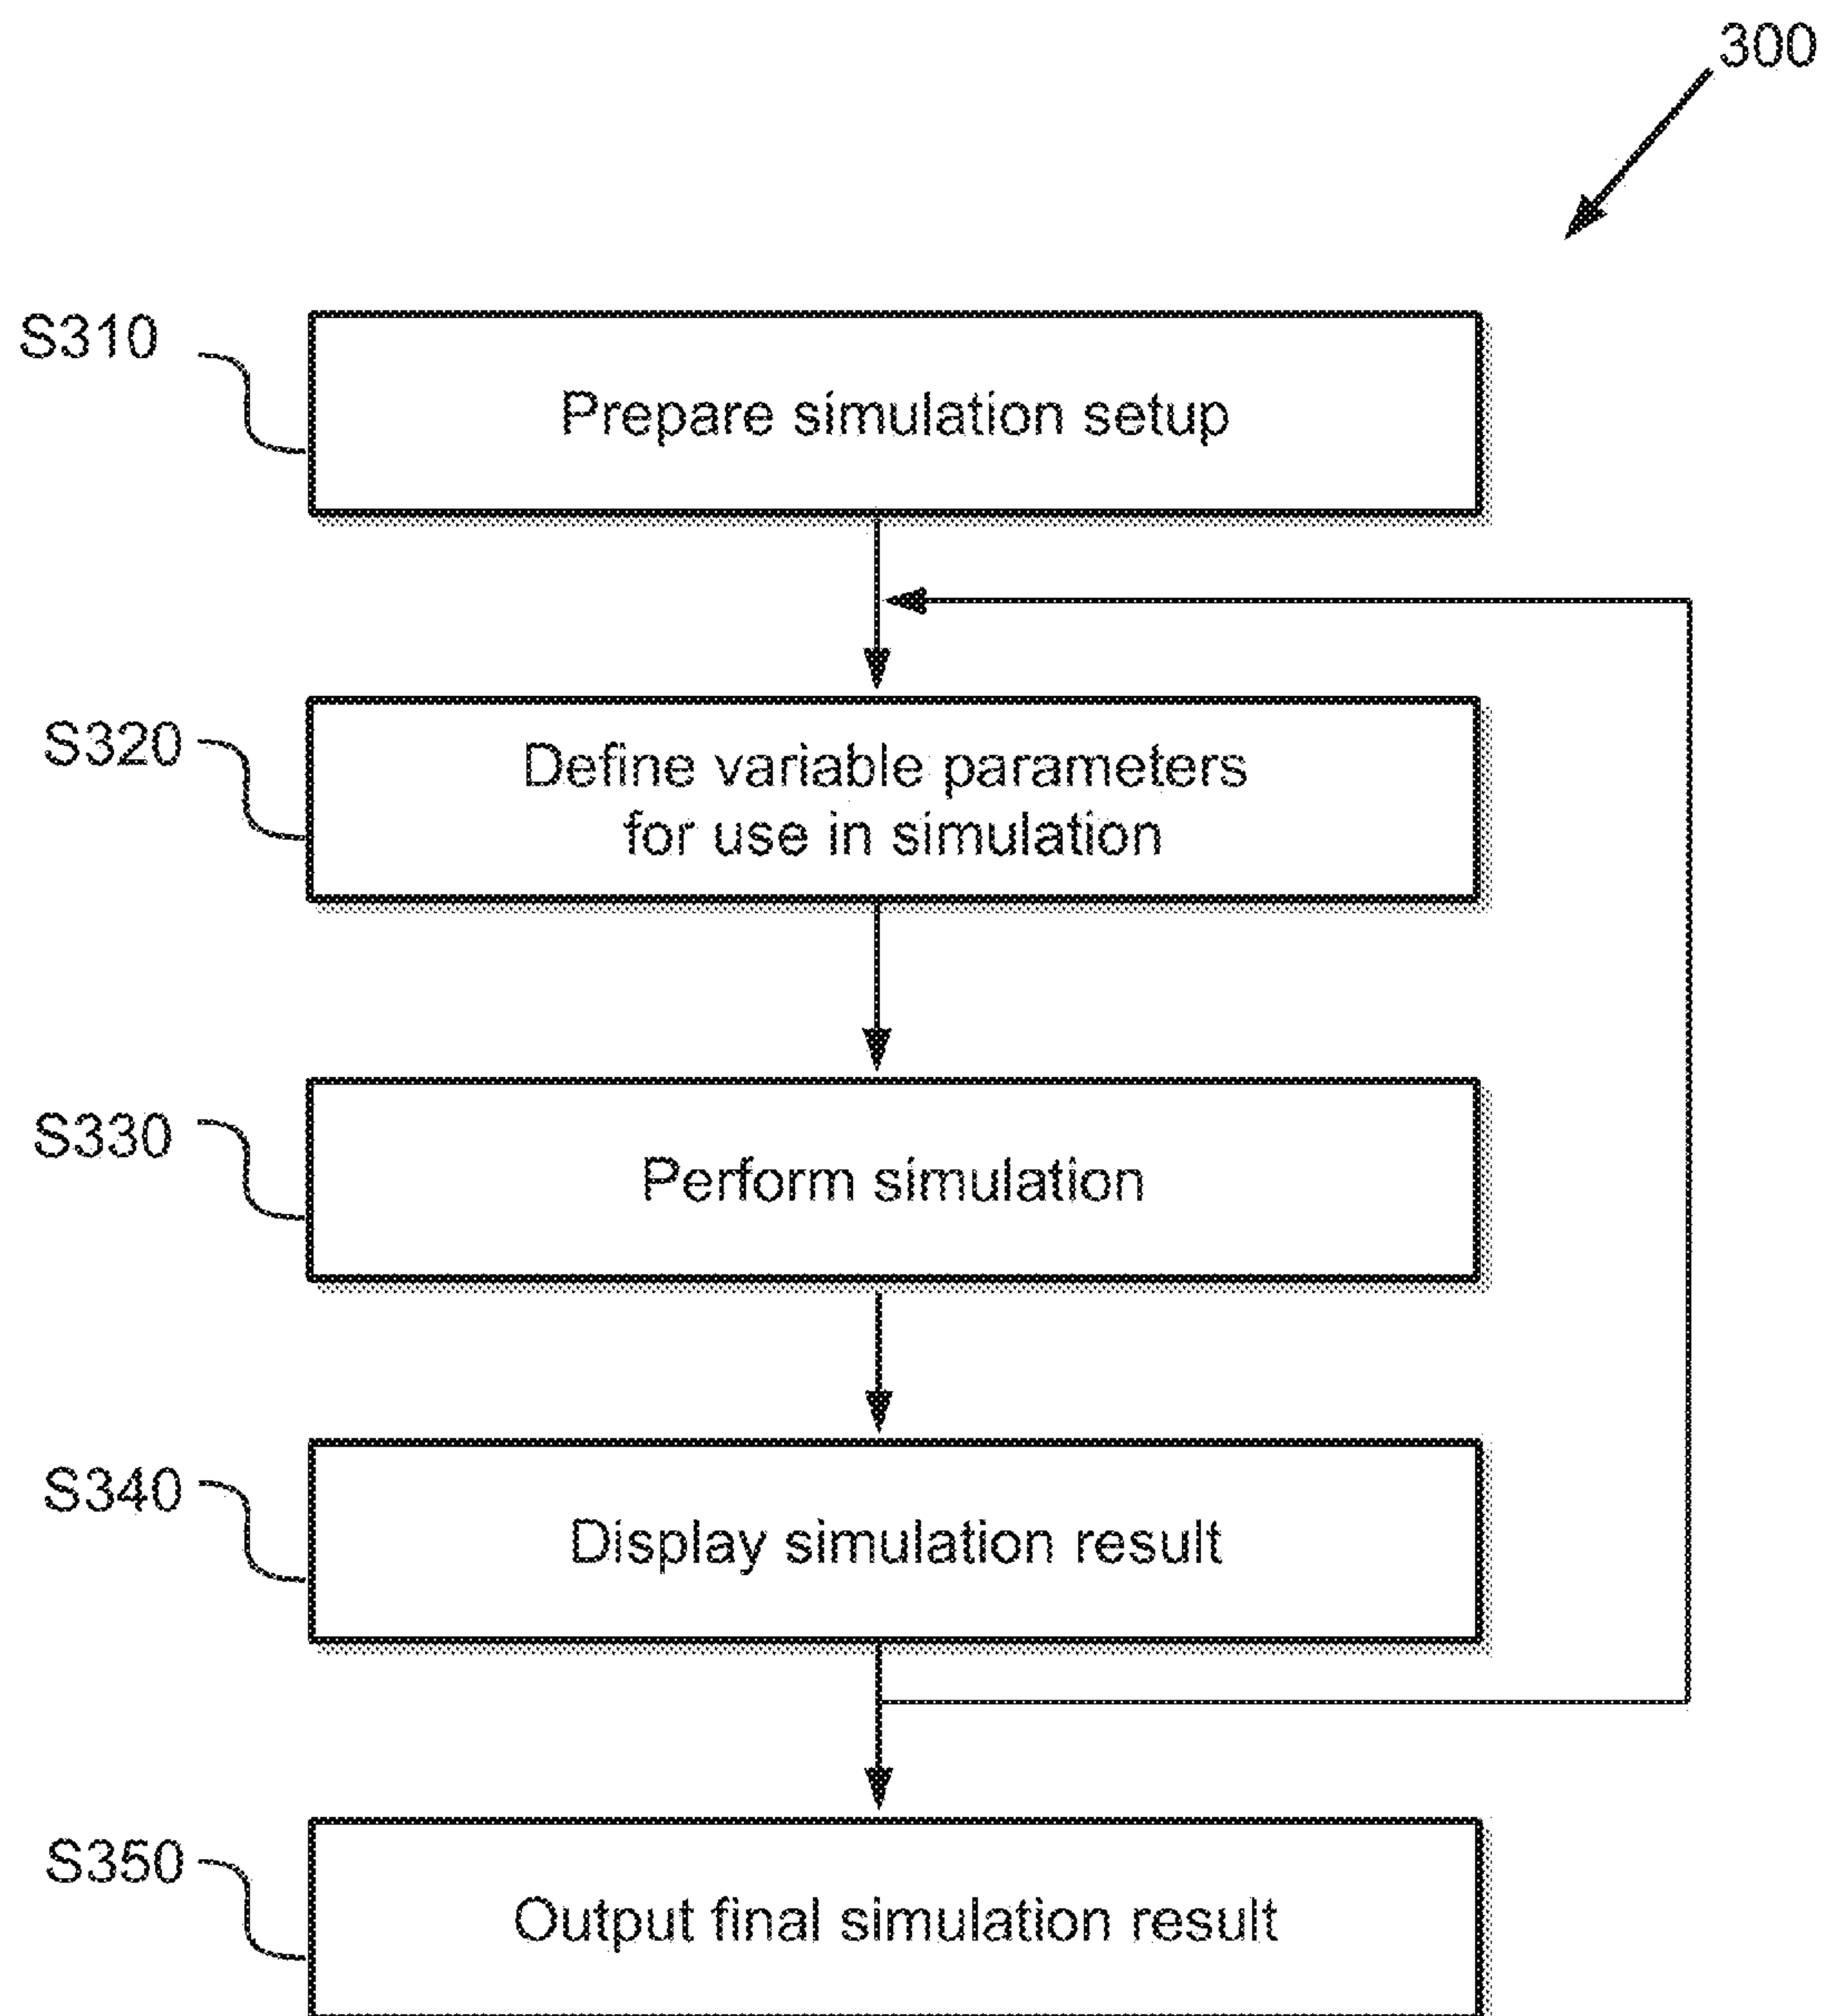 300
S310
Prepare simulation setup
S320
Define variable parameters
for use in simulation
S330
Perform simulation
S340
Display simulation result
S350
Output final simulation result